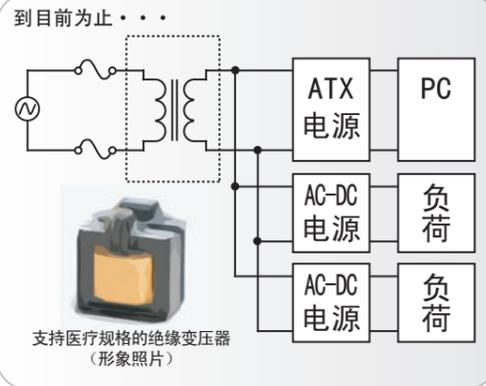 到目前为止・・・
ATX
电源
PC
AC-DC
电源
负
荷
AC-DC
电源
负
荷
支持医疗规格的绝缘变压器
（形象照片）